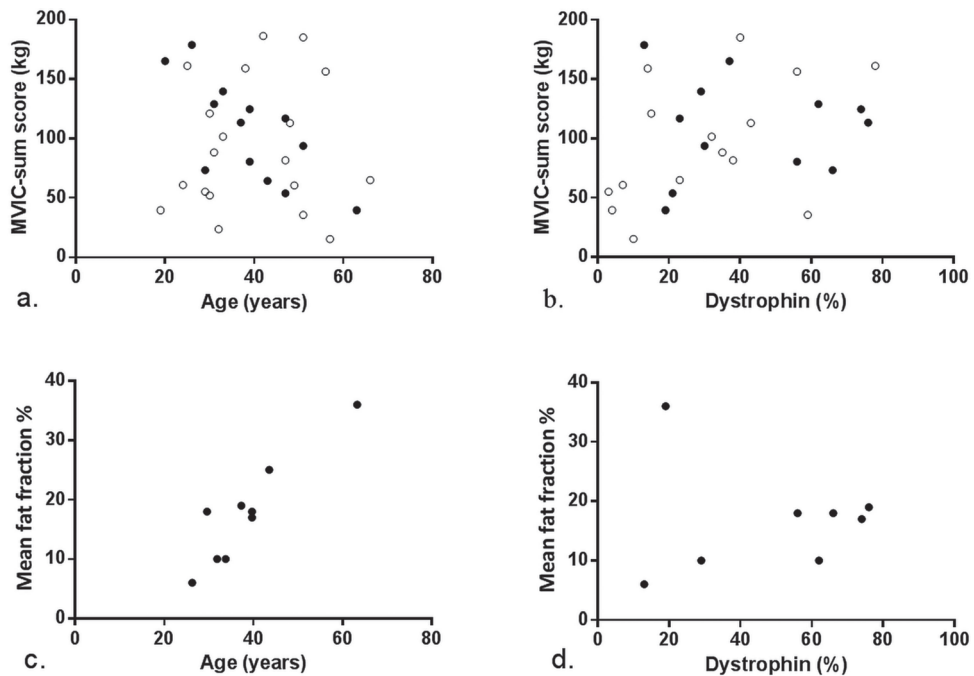 MVIC-sum score (kg)
200
150
100
50
0
0 20 40 60 80
Age (years)
a.
MVIC-sum score (kg)
200
150
100
50
0
0 20 40 60 80 100
Dystrophin (%)
b.
Mean fat fraction %
40
30
20
10
0
0 20 40 60 80
Age (years)
c.
Mean fat fraction %
40
30
20
10
0
0 20 40 60 80 100
Dystrophin (%)
d.